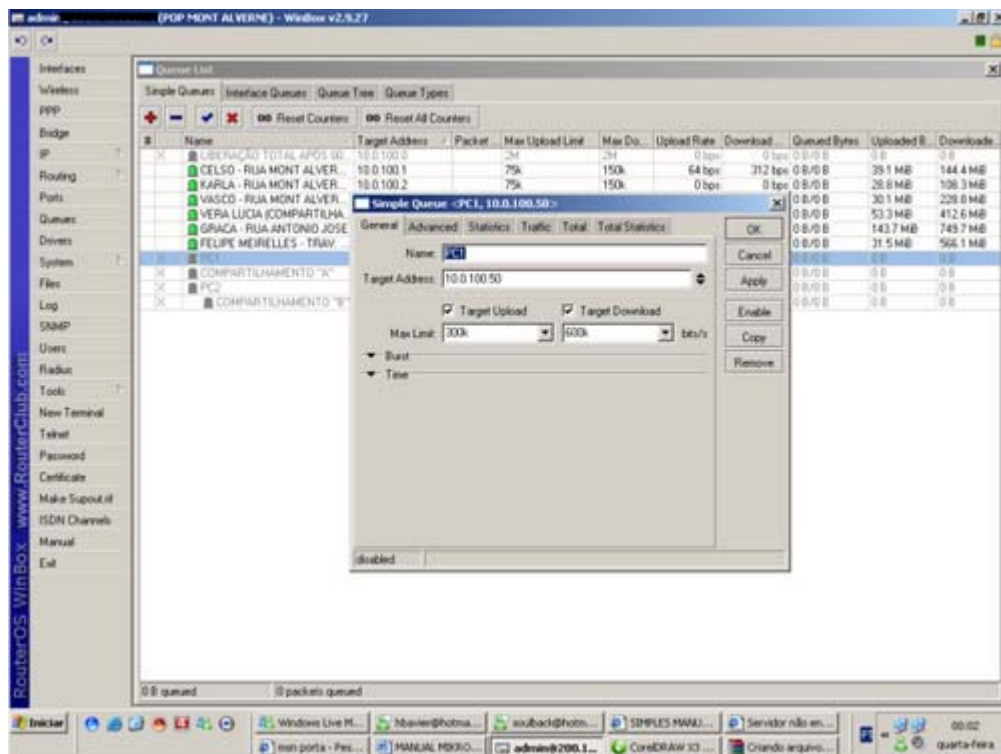 admin (POP MONT ALVERNE) - WinBox v2.9.27
Interfaces
Wireless
PPP
Bridge
IP
Routing
Ports
Queues
Drivers
System
Files
Log
SNMP
Users
Radius
Tools
New Terminal
Telnet
Password
Certificate
Make Supout.rif
ISDN Channels
Manual
Exit
RouterOS WinBox www.RouterClub.com
Queue List
Simple Queues Interface Queues Queue Tree Queue Types
00 Reset Counters 00 Reset All Counters
# Name Target Address Packet ... Max Upload Limit Max Do... Upload Rate Download ... Queued Bytes Uploaded B... Downloade...
X LIBERAÇÃO TOTAL APÓS 10.0.100.0 2M 2M 0 bps 0 bps 0 B/0 B 0 B 0 B
CELSO - RUA MONT ALVER... 10.0.100.1 75k 150k 64 bps 312 bps 0 B/0 B 39.1 MiB 144.4 MiB
KARLA - RUA MONT ALVER... 10.0.100.2 75k 150k 0 bps 0 bps 0 B/0 B 28.8 MiB 108.3 MiB
VASCO - RUA MONT ALVER... 0 B/0 B 30.1 MiB 229.8 MiB
VERA LUCIA (COMPARTILHA... 0 B/0 B 53.3 MiB 412.6 MiB
GRACA - RUA ANTONIO JOSE 0 B/0 B 143.7 MiB 749.7 MiB
FELIPE MEIRELLES - TRAV. ... 0 B/0 B 31.5 MiB 566.1 MiB
X PC1 0 B/0 B 0 B 0 B
X COMPARTILHAMENTO "A" 0 B/0 B 0 B 0 B
X PC2 0 B/0 B 0 B 0 B
X COMPARTILHAMENTO "B" 0 B/0 B 0 B 0 B
Simple Queue <PC1, 10.0.100.50>
General Advanced Statistics Traffic Total Total Statistics
Name: PC1
Target Address: 10.0.100.50
Target Upload Target Download
Max Limit: 300k 600k bits/s
Burst
Time
OK
Cancel
Apply
Enable
Copy
Remove
disabled
0 B queued 0 packets queued
Iniciar
Windows Live M...
SIMPLES MANU...
Servidor não en...
00:02
msn porta - Pes...
MANUAL MIKRO...
admin@200.1...
CorelDRAW X3 ...
Criando arquivo...
quarta-feira